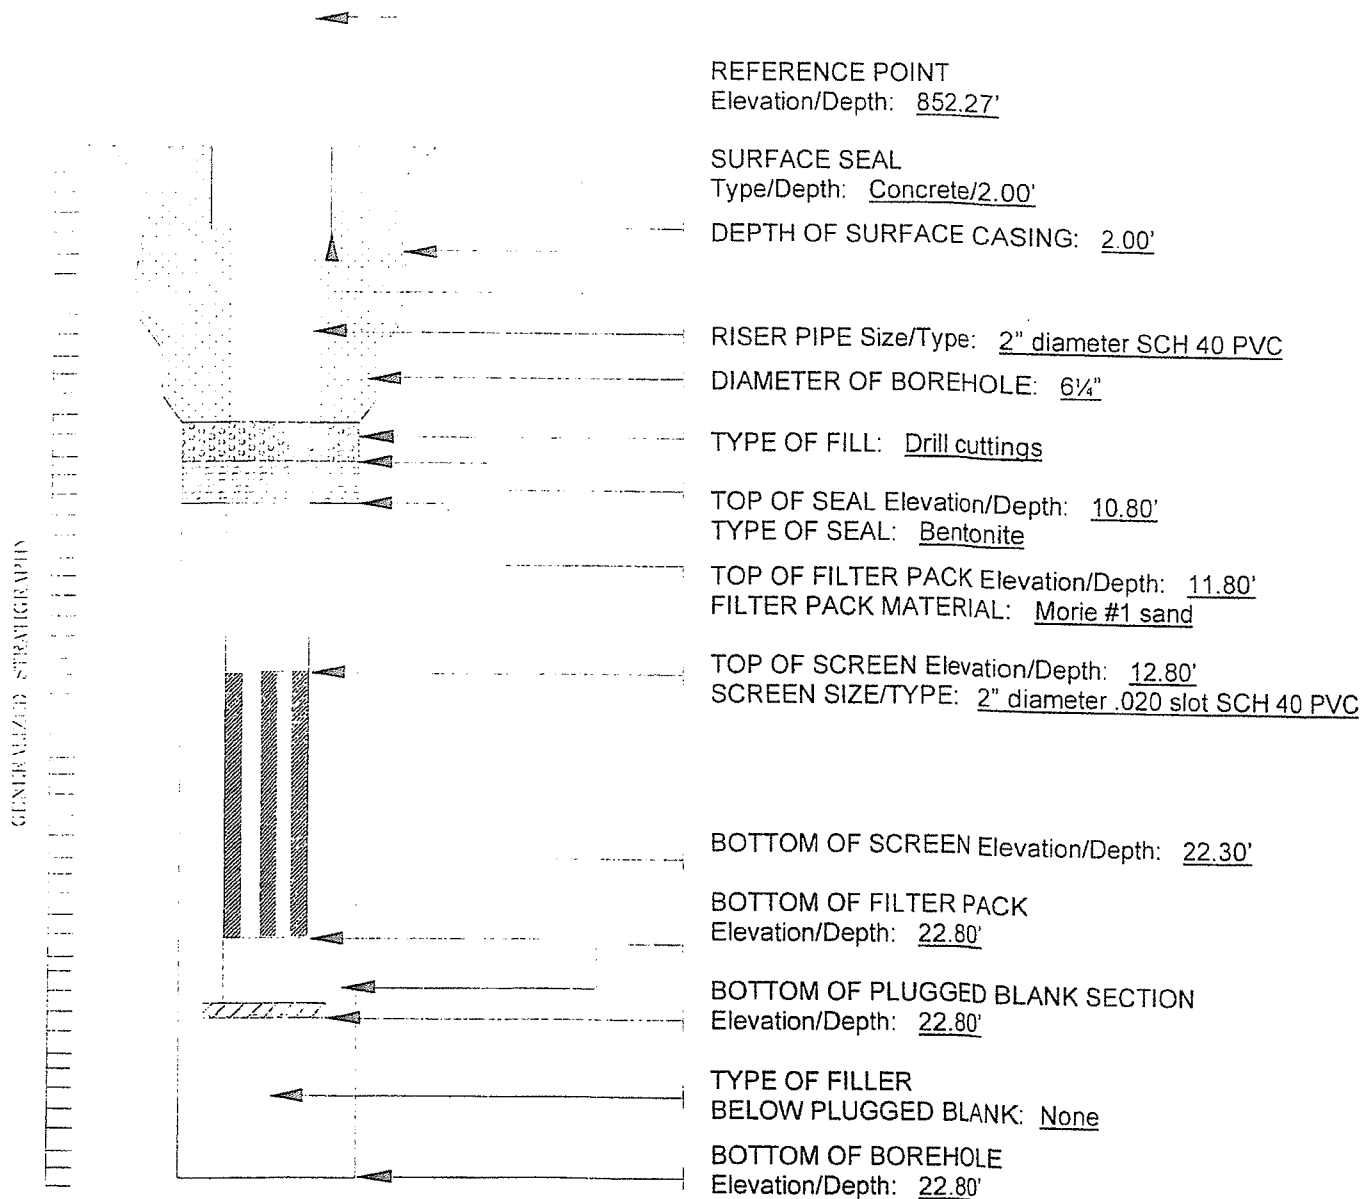 REFERENCE POINT
Elevation/Depth: 852.27'
SURFACE SEAL
Type/Depth: Concrete/2.00'
DEPTH OF SURFACE CASING: 2.00'
RISER PIPE Size/Type: 2" diameter SCH 40 PVC
DIAMETER OF BOREHOLE: 6¼"
TYPE OF FILL: Drill cuttings
TOP OF SEAL Elevation/Depth: 10.80'
TYPE OF SEAL: Bentonite
TOP OF FILTER PACK Elevation/Depth: 11.80'
FILTER PACK MATERIAL: Morie #1 sand
TOP OF SCREEN Elevation/Depth: 12.80'
SCREEN SIZE/TYPE: 2" diameter .020 slot SCH 40 PVC
BOTTOM OF SCREEN Elevation/Depth: 22.30'
BOTTOM OF FILTER PACK
Elevation/Depth: 22.80'
BOTTOM OF PLUGGED BLANK SECTION
Elevation/Depth: 22.80'
TYPE OF FILLER
BELOW PLUGGED BLANK: None
BOTTOM OF BOREHOLE
Elevation/Depth: 22.80'
GENERALIZED STRATIGRAPHY